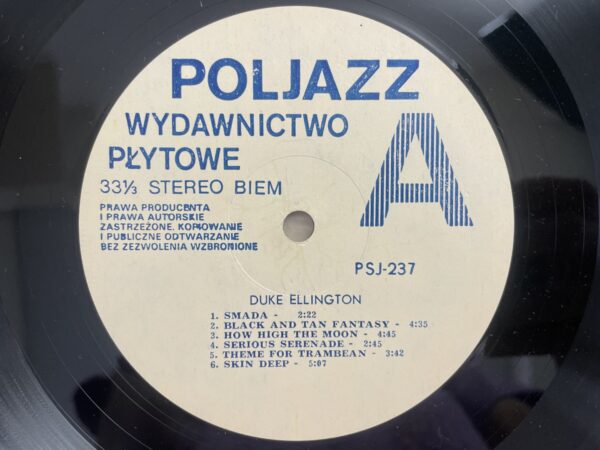 POLJAZZ
WYDAWNICTWO
PŁYTOWE
A
33⅓ STEREO BIEM
PRAWA PRODUCENTA
I PRAWA AUTORSKIE
ZASTRZEŻONE. KOPIOWANIE
I PUBLICZNE ODTWARZANIE
BEZ ZEZWOLENIA WZBRONIONE
PSJ-237
DUKE ELLINGTON
1. SMADA - 2:22
2. BLACK AND TAN FANTASY - 4:35
3. HOW HIGH THE MOON - 4:45
4. SERIOUS SERENADE - 2:45
5. THEME FOR TRAMBEAN - 3:42
6. SKIN DEEP - 5:07